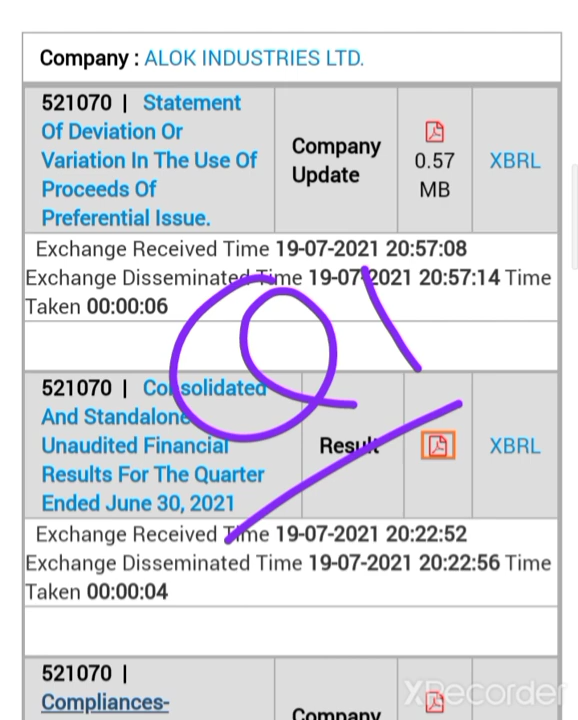 Company : ALOK INDUSTRIES LTD.
521070 | Statement
Of Deviation Or
Variation In The Use Of
Proceeds Of
Preferential Issue.
Company
Update
0.57
MB
XBRL
Exchange Received Time 19-07-2021 20:57:08
Exchange Disseminated Time 19-07-2021 20:57:14 Time
Taken 00:00:06
521070 | Consolidated
And Standalone
Unaudited Financial
Results For The Quarter
Ended June 30, 2021
Result
XBRL
Exchange Received Time 19-07-2021 20:22:52
Exchange Disseminated Time 19-07-2021 20:22:56 Time
Taken 00:00:04
521070 |
Compliances-
Company
XRecorder